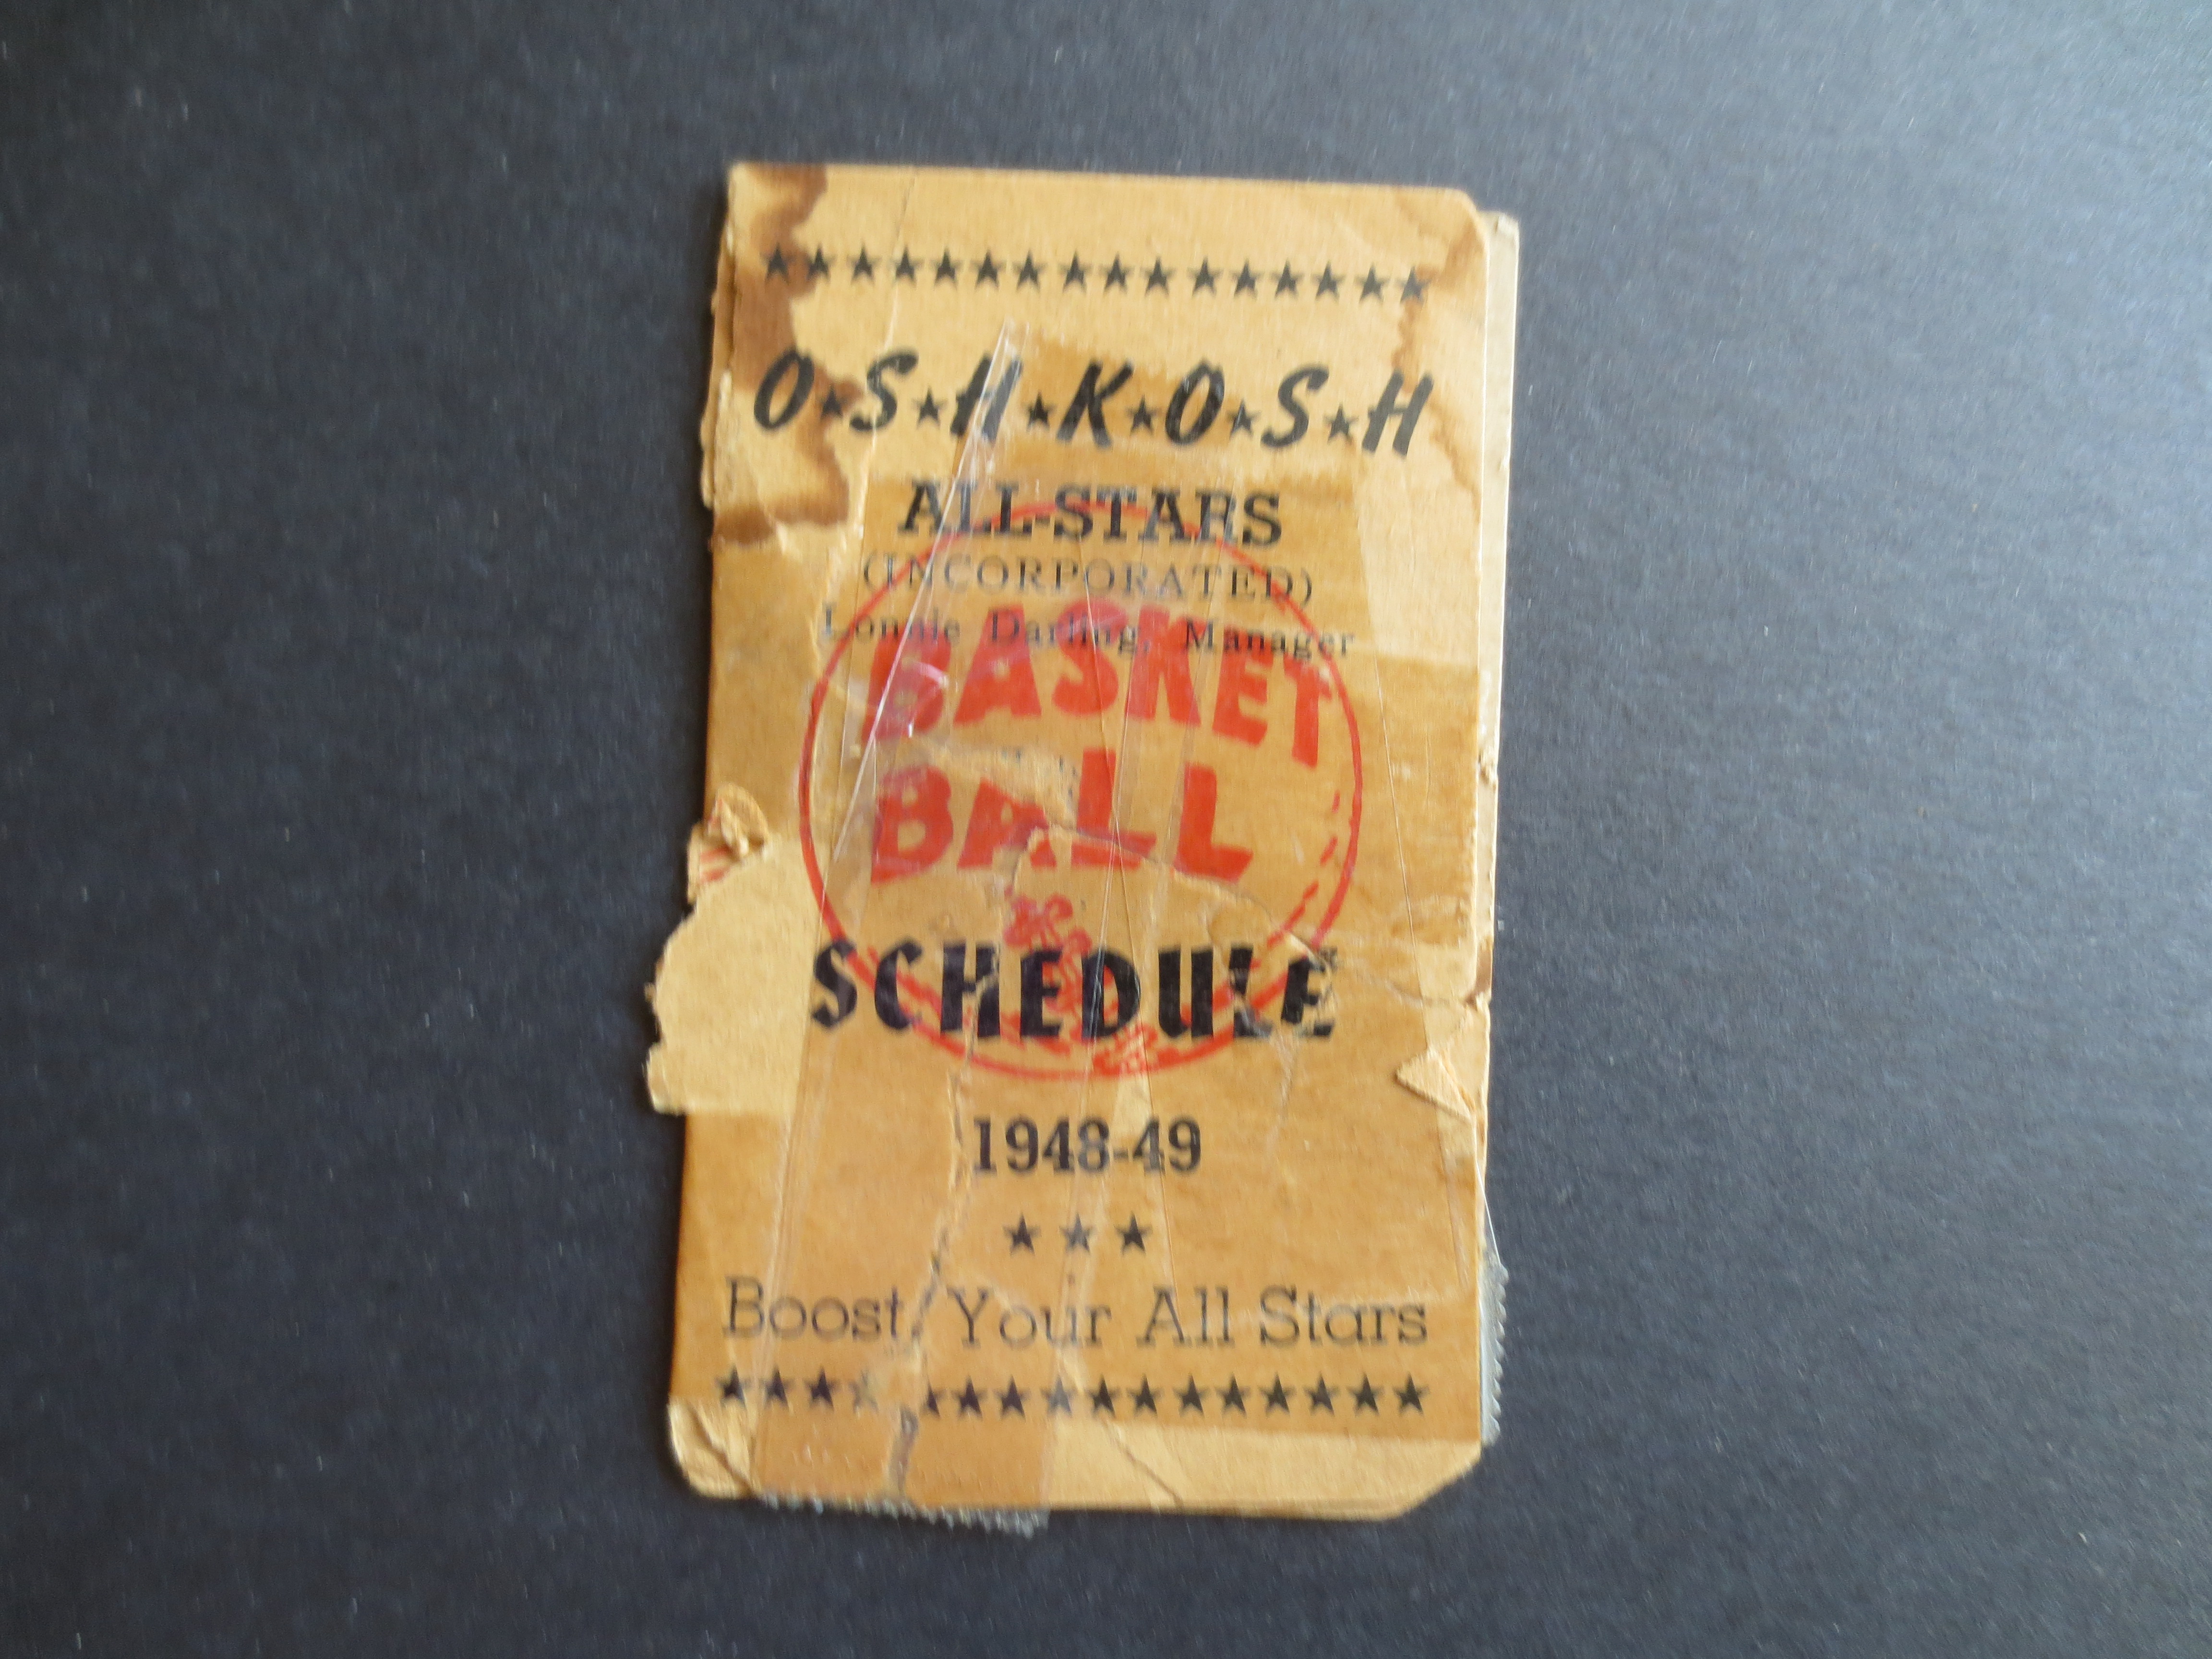 O★S★H★K★O★S★H
ALL-STARS
(INCORPORATED)
Lonnie Darling, Manager
BASKET
BALL
SCHEDULE
1948-49
★ ★ ★
Boost Your All Stars